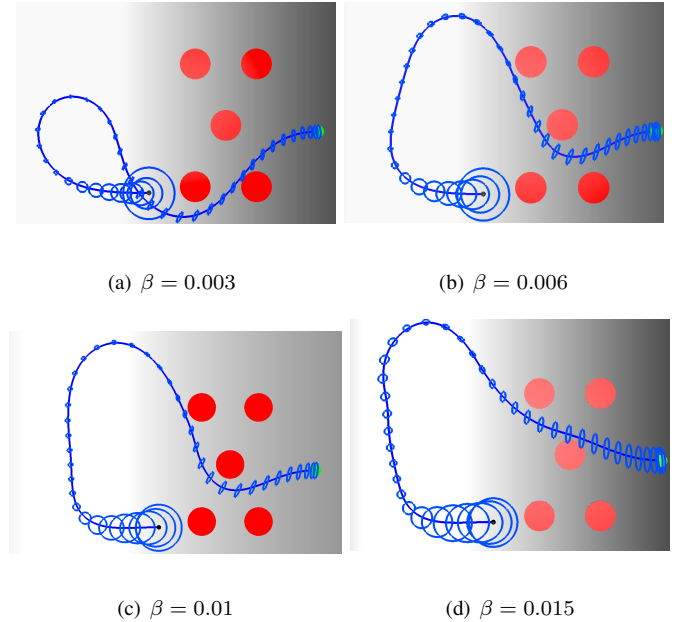 (a) β = 0.003
(b) β = 0.006
(c) β = 0.01
(d) β = 0.015